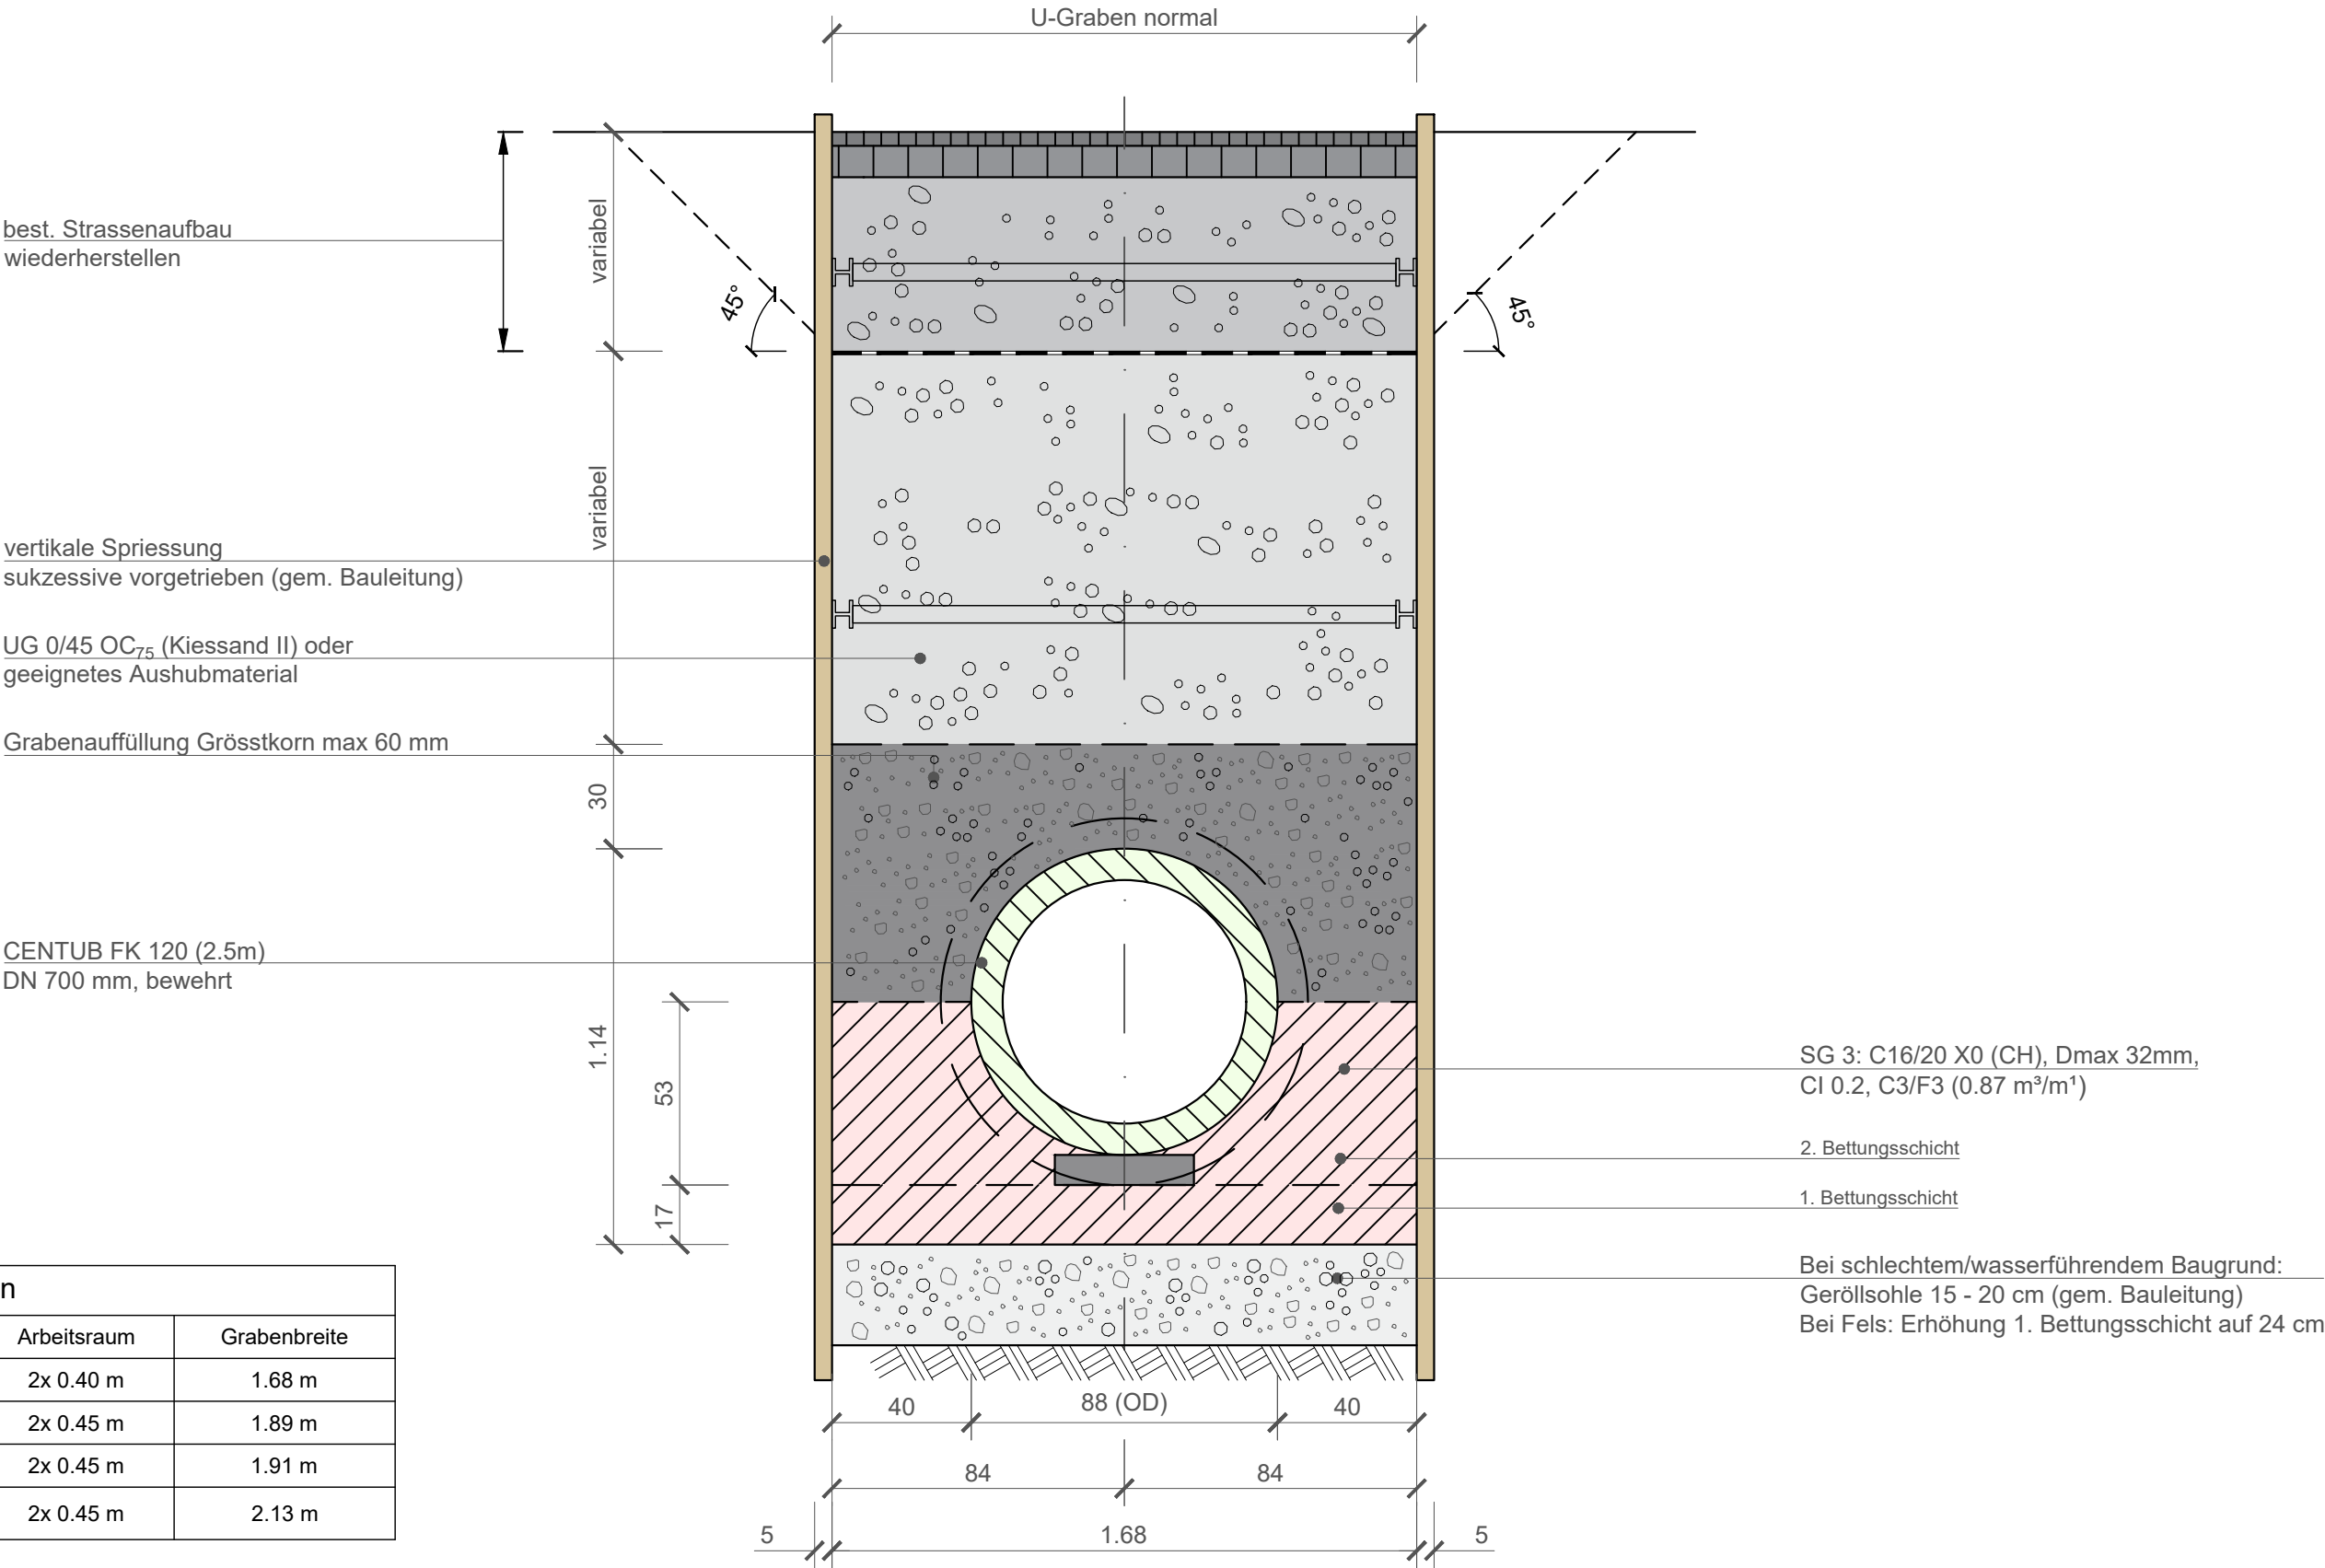 U-Graben normal
best. Strassenaufbau
wiederherstellen
variabel
45°
45°
variabel
vertikale Spriessung
sukzessive vorgetrieben (gem. Bauleitung)
UG 0/45 OC₇₅ (Kiessand II) oder
geeignetes Aushubmaterial
Grabenauffüllung Grösstkorn max 60 mm
30
CENTUB FK 120 (2.5m)
DN 700 mm, bewehrt
1.14
53
17
SG 3: C16/20 X0 (CH), Dmax 32mm,
CI 0.2, C3/F3 (0.87 m³/m¹)
2. Bettungsschicht
1. Bettungsschicht
Bei schlechtem/wasserführendem Baugrund:
Geröllsohle 15 - 20 cm (gem. Bauleitung)
Bei Fels: Erhöhung 1. Bettungsschicht auf 24 cm
n
Arbeitsraum Grabenbreite
2x 0.40 m 1.68 m
2x 0.45 m 1.89 m
2x 0.45 m 1.91 m
2x 0.45 m 2.13 m
40 88 (OD) 40
84 84
5 1.68 5